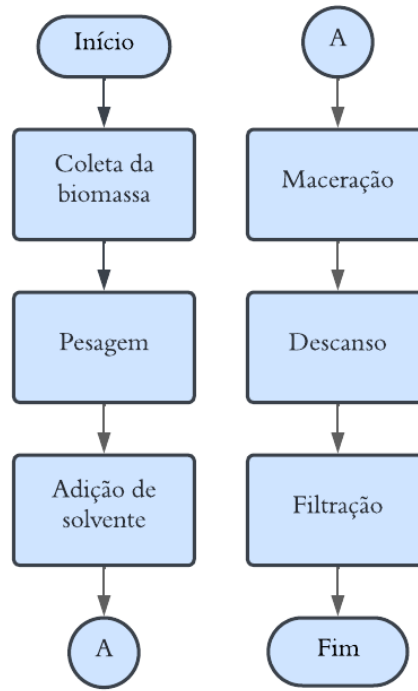 Início
Coleta da
biomassa
Pesagem
Adição de
solvente
A
A
Maceração
Descanso
Filtração
Fim